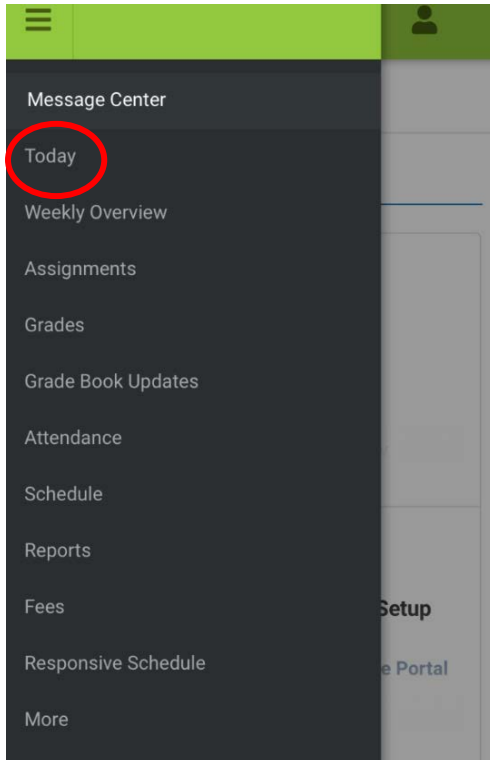 Message Center
Today
Weekly Overview
Assignments
Grades
Grade Book Updates
Attendance
Schedule
Reports
Fees
Setup
Responsive Schedule
e Portal
More